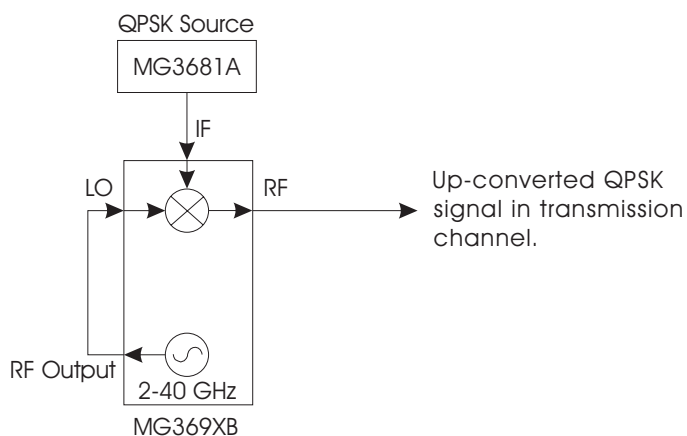 QPSK Source
MG3681A
IF
LO
RF
Up-converted QPSK
signal in transmission
channel.
RF Output
2-40 GHz
MG369XB